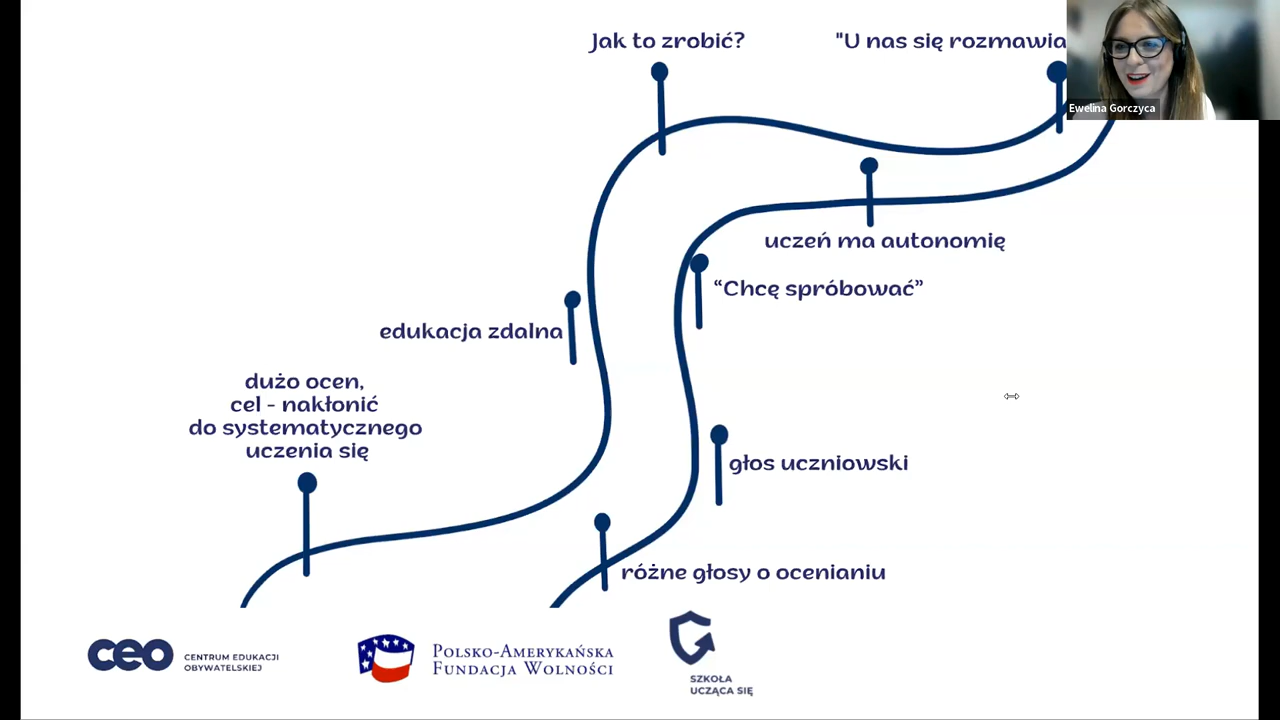 Jak to zrobić?
"U nas się rozmawia
Ewelina Gorczyca
uczeń ma autonomię
“Chcę spróbować”
edukacja zdalna
dużo ocen,
cel - nakłonić
do systematycznego
uczenia się
głos uczniowski
różne głosy o ocenianiu
ceo
CENTRUM EDUKACJI
OBYWATELSKIEJ
POLSKO-AMERYKAŃSKA
FUNDACJA WOLNOŚCI
SZKOŁA
UCZĄCA SIĘ